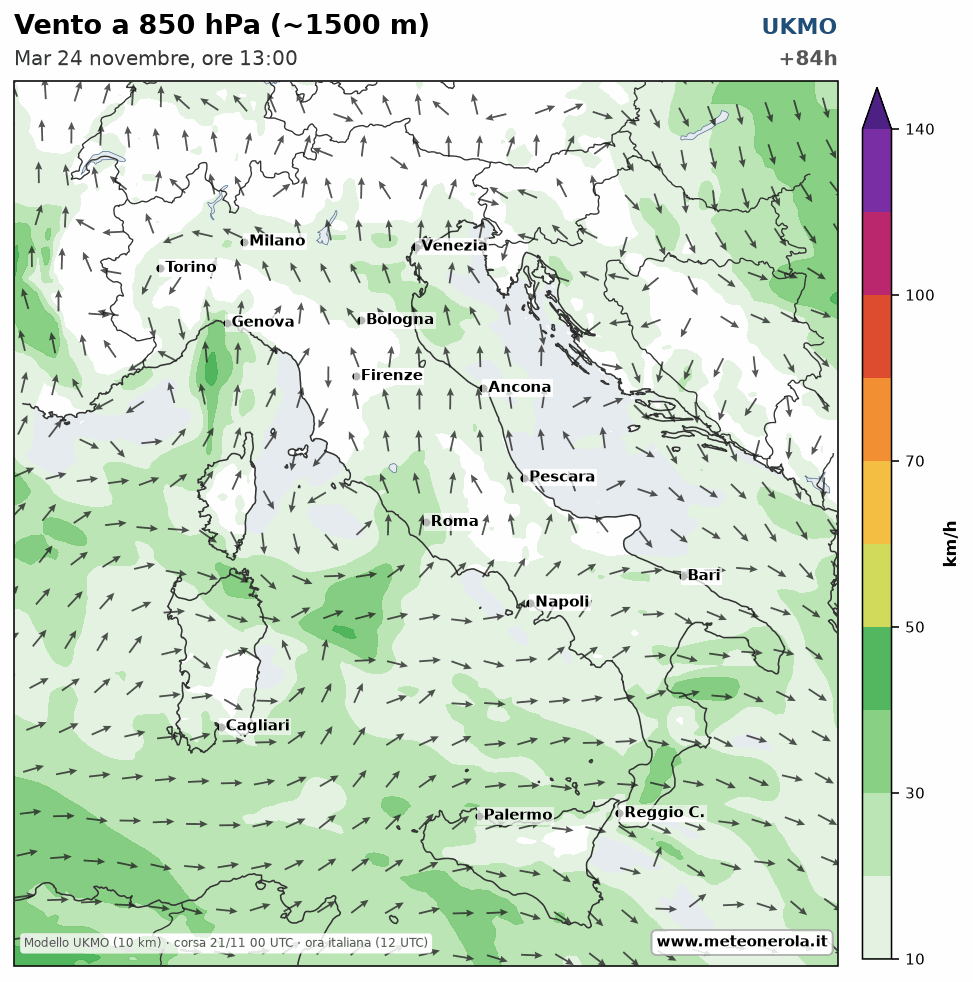 Vento a 850 hPa (~1500 m)
UKMO
Mar 24 novembre, ore 13:00
+84h
Milano
Venezia
Torino
Genova
Bologna
Firenze
Ancona
Pescara
Roma
Bari
Napoli
Cagliari
Palermo
Reggio C.
140
100
70
50
30
10
km/h
Modello UKMO (10 km) · corsa 21/11 00 UTC · ora italiana (12 UTC)
www.meteonerola.it